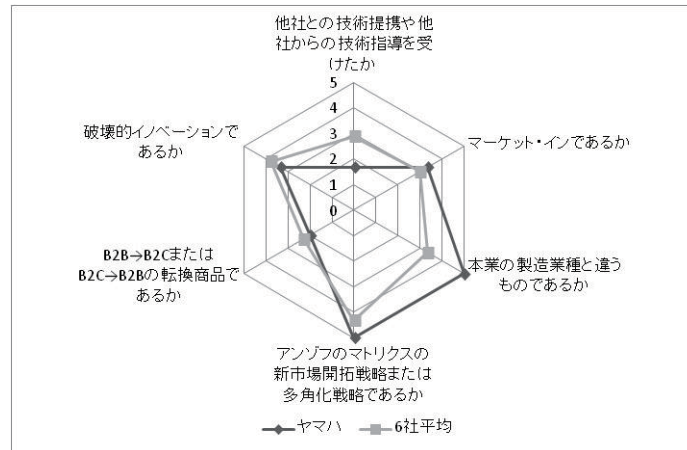 他社との技術提携や他
社からの技術指導を受
けたか
5
4
3
2
1
0
マーケット・インであるか
本業の製造業種と違う
ものであるか
アンゾフのマトリクスの
新市場開拓戦略または
多角化戦略であるか
B2B→B2Cまたは
B2C→B2Bの転換商品で
あるか
破壊的イノベーションで
あるか
ヤマハ
6社平均